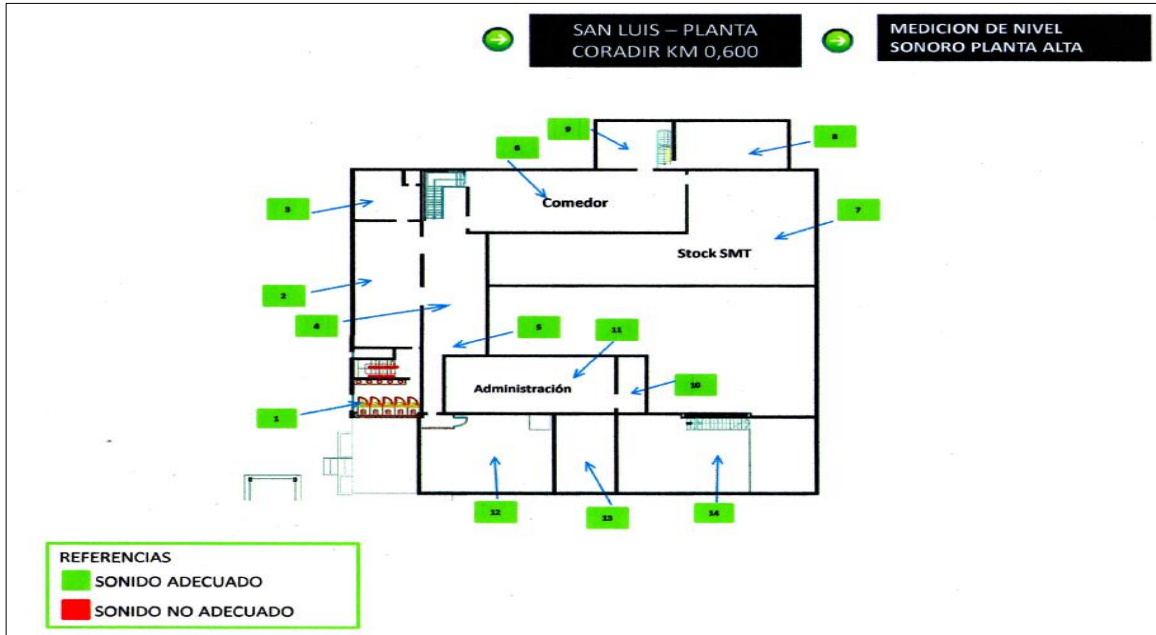 SAN LUIS – PLANTA
CORADIR KM 0,600
MEDICION DE NIVEL
SONORO PLANTA ALTA
9
8
6
3
Comedor
7
Stock SMT
2
4
5
11
Administración
10
1
12
13
14
REFERENCIAS
SONIDO ADECUADO
SONIDO NO ADECUADO